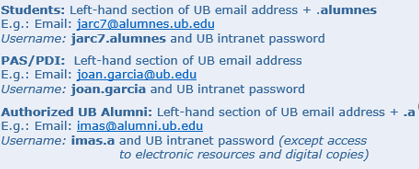 Students: Left-hand section of UB email address + .alumnes
E.g.: Email: jarc7@alumnes.ub.edu
Username: jarc7.alumnes and UB intranet password
PAS/PDI: Left-hand section of UB email address
E.g.: Email: joan.garcia@ub.edu
Username: joan.garcia and UB intranet password
Authorized UB Alumni: Left-hand section of UB email address + .a
E.g.: Email: imas@alumni.ub.edu
Username: imas.a and UB intranet password (except access
to electronic resources and digital copies)